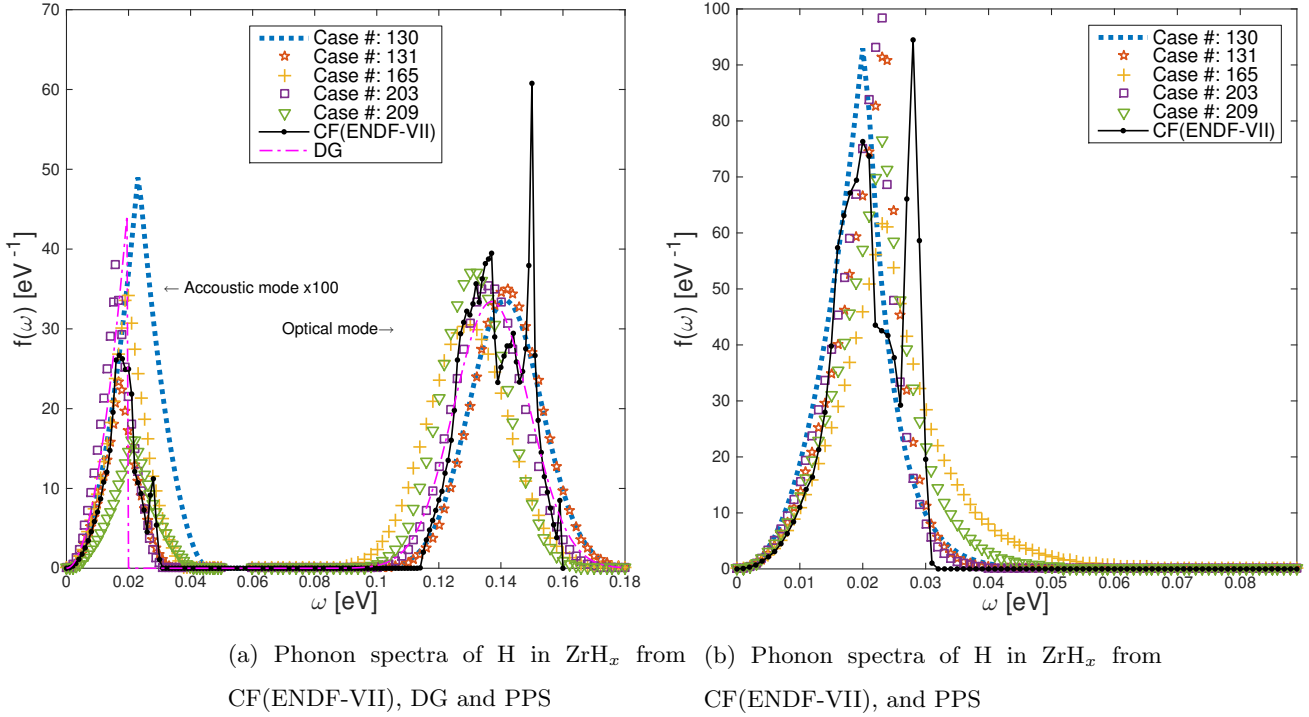 80
70
60
50
40
30
20
10
0
f(ω) [eV⁻¹]
0 0.02 0.04 0.06 0.08 0.1 0.12 0.14 0.16 0.18
ω [eV]
Case #: 130
Case #: 131
Case #: 165
Case #: 203
Case #: 209
CF(ENDF-VII)
DG
← Accoustic mode x100
Optical mode→
(a) Phonon spectra of H in ZrHₓ from
CF(ENDF-VII), DG and PPS
100
90
80
70
60
50
40
30
20
10
0
f(ω) [eV⁻¹]
0 0.01 0.02 0.03 0.04 0.05 0.06 0.07 0.08
ω [eV]
Case #: 130
Case #: 131
Case #: 165
Case #: 203
Case #: 209
CF(ENDF-VII)
(b) Phonon spectra of H in ZrHₓ from
CF(ENDF-VII), and PPS